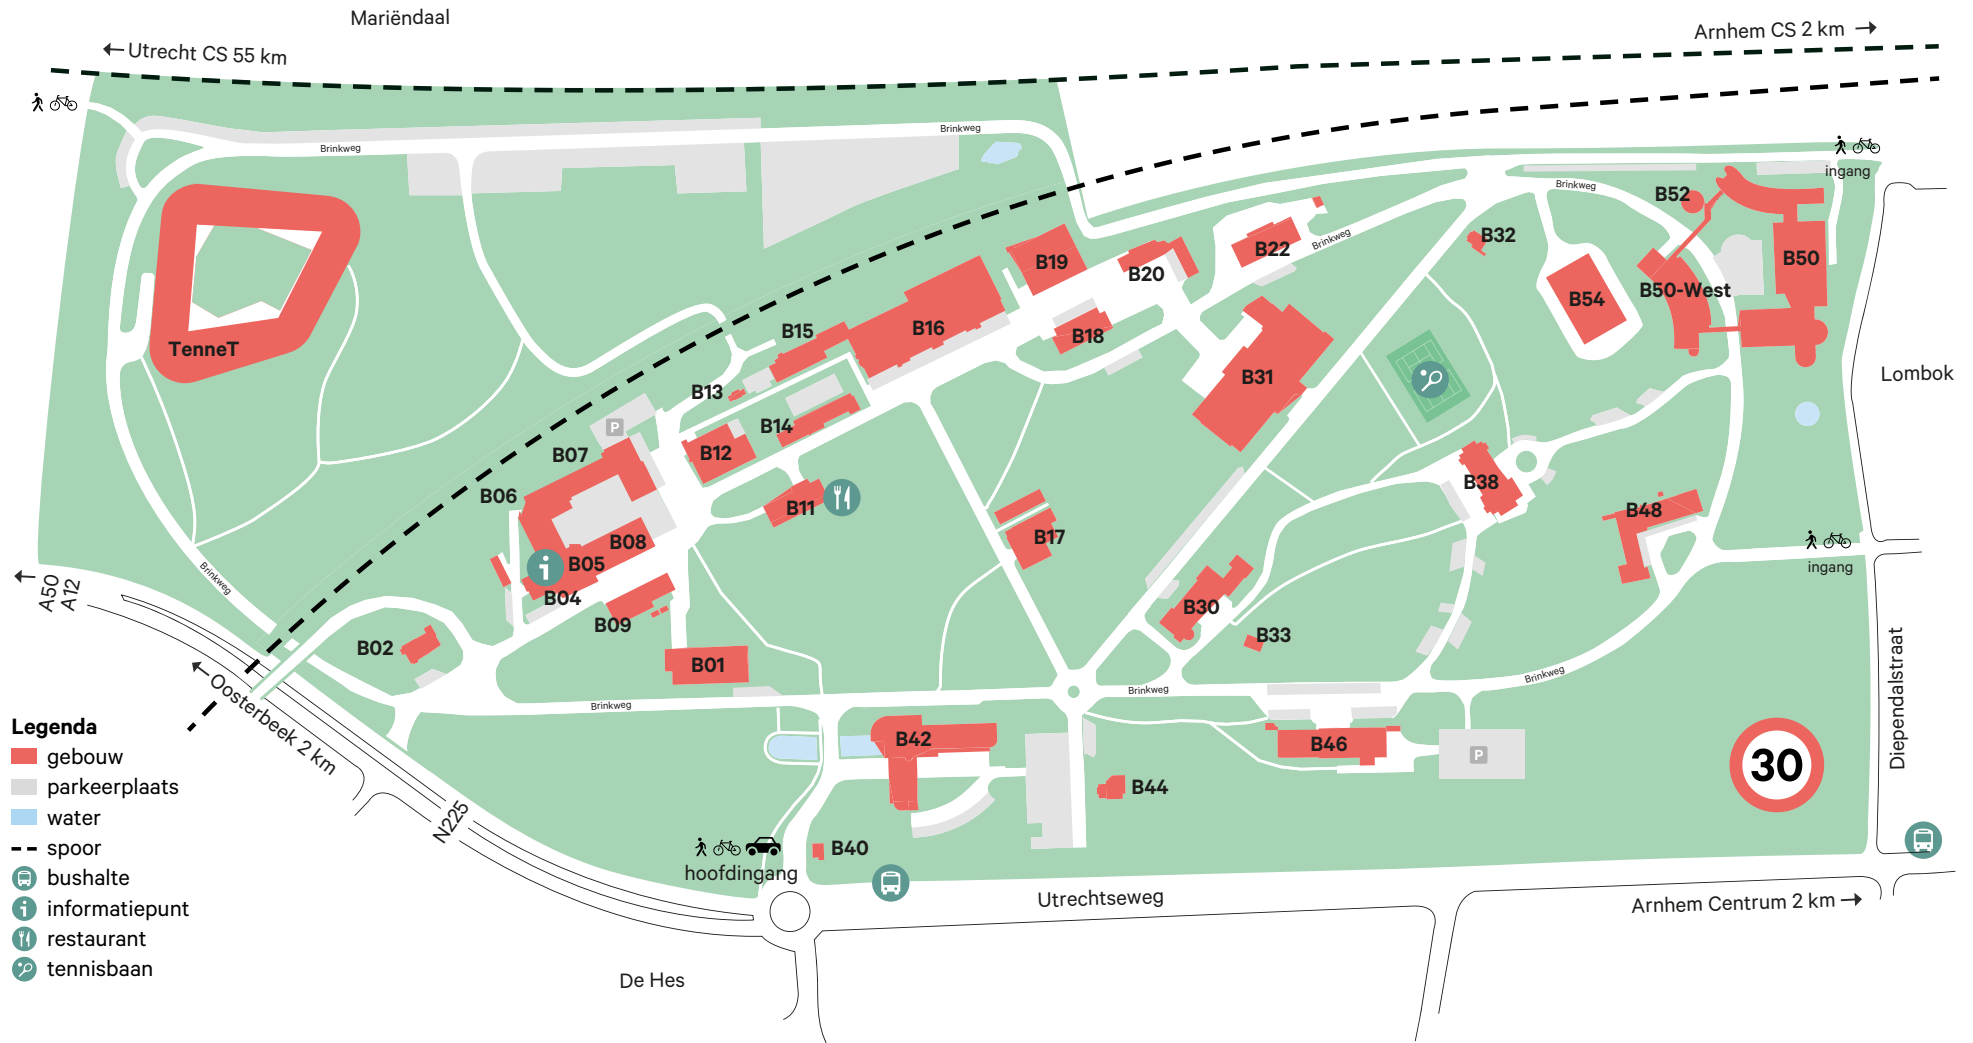 Mariëndaal
Utrecht CS 55 km
Arnhem CS 2 km
Brinkweg
Brinkweg
ingang
Brinkweg
B52
B32
B50
B22
Brinkweg
B19
B20
B50-West
B54
TenneT
B15
B16
B18
Lombok
B31
B13
P
B14
B07
B12
B38
B06
B11
B48
B17
B08
B05
ingang
Brinkweg
A50
A12
B04
B09
B30
B33
B02
B01
Diependalstraat
Brinkweg
Brinkweg
Brinkweg
Oosterbeek 2 km
B42
B46
P
30
B44
N225
B40
hoofdingang
Utrechtseweg
Arnhem Centrum 2 km
De Hes
Legenda
gebouw
parkeerplaats
water
spoor
bushalte
i
informatiepunt
restaurant
tennisbaan
i